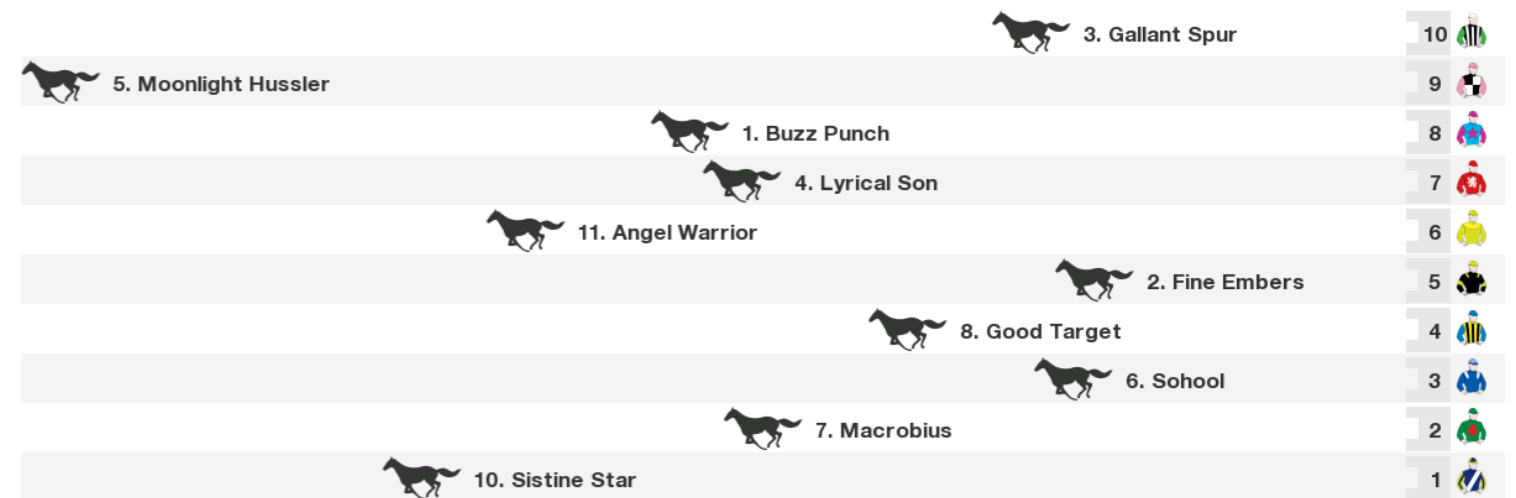 3. Gallant Spur 10
5. Moonlight Hussler 9
1. Buzz Punch 8
4. Lyrical Son 7
11. Angel Warrior 6
2. Fine Embers 5
8. Good Target 4
6. Sohool 3
7. Macrobius 2
10. Sistine Star 1